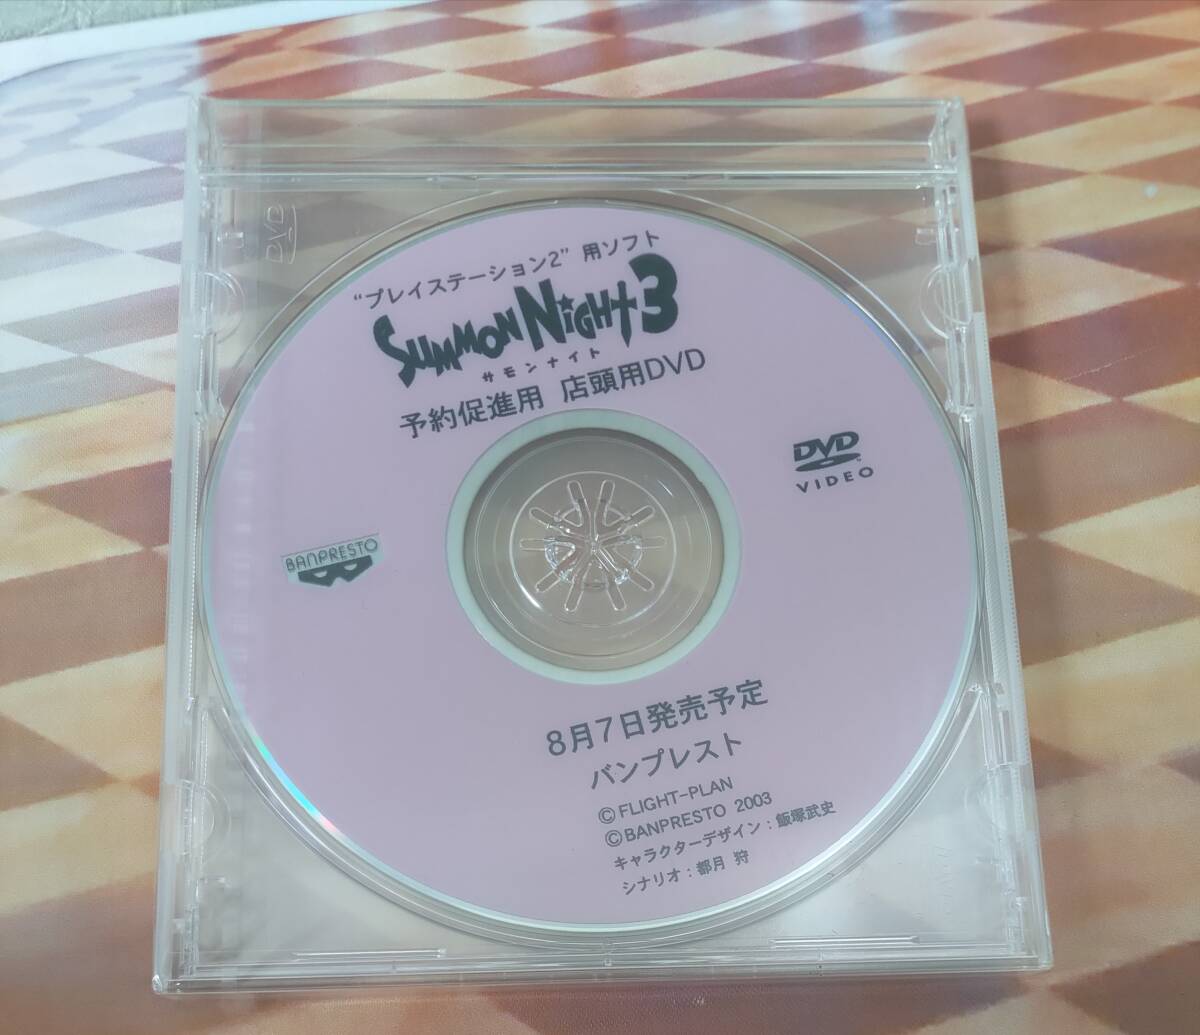 “プレイステーション2” 用ソフト
SUMMON NIGHT 3
サモンナイト
予約促進用 店頭用DVD
DVD
VIDEO
BANPRESTO
8月7日発売予定
バンプレスト
©FLIGHT-PLAN
©BANPRESTO 2003
キャラクターデザイン：飯塚武史
シナリオ：都月 狩
DVD